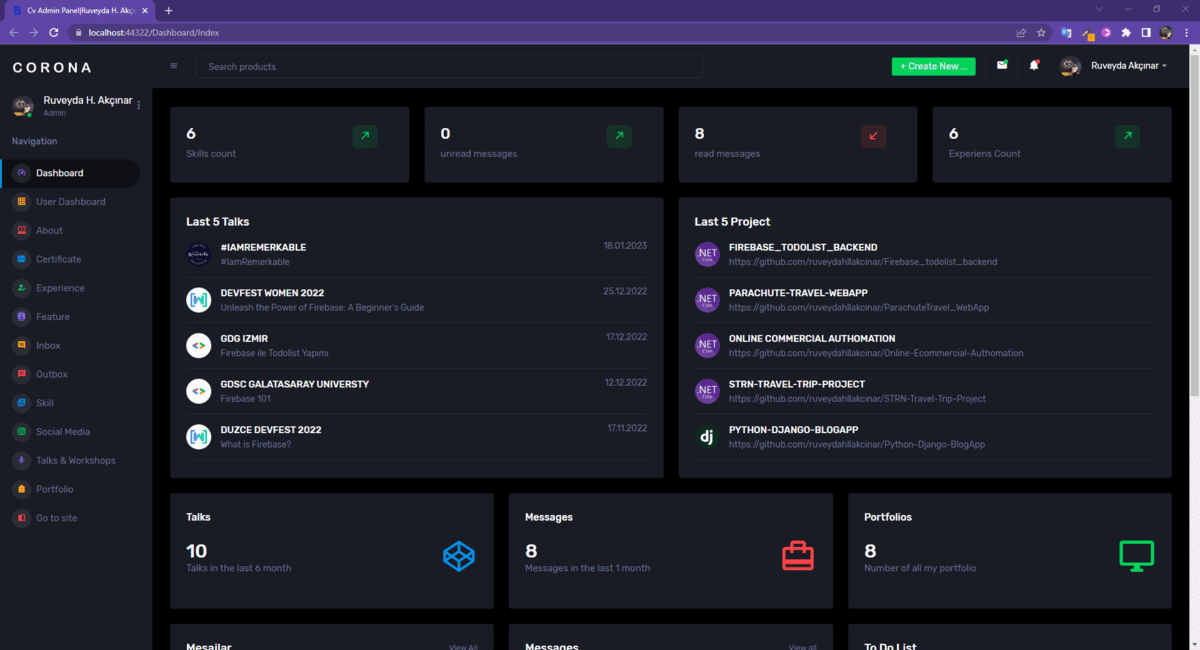 Cv Admin Panel|Ruveyda H. Akç
localhost:44322/Dashboard/Index
CORONA
Search products
+ Create New ...
Ruveyda Akçınar
Ruveyda H. Akçınar
Admin
Navigation
Dashboard
User Dashboard
About
Certificate
Experience
Feature
Inbox
Outbox
Skill
Social Media
Talks & Workshops
Portfolio
Go to site
6
Skills count
0
unread messages
8
read messages
6
Experiens Count
Last 5 Talks
#IAMREMERKABLE
18.01.2023
#IamRemerkable
DEVFEST WOMEN 2022
25.12.2022
Unleash the Power of Firebase: A Beginner's Guide
GDG IZMIR
17.12.2022
Firebase ile Todolist Yapımı
GDSC GALATASARAY UNIVERSTY
12.12.2022
Firebase 101
DUZCE DEVFEST 2022
17.11.2022
What is Firebase?
Last 5 Project
.NET
Core
FIREBASE_TODOLIST_BACKEND
https://github.com/ruveydahllakcinar/Firebase_todolist_backend
.NET
Core
PARACHUTE-TRAVEL-WEBAPP
https://github.com/ruveydahllakcinar/ParachuteTravel_WebApp
.NET
Core
ONLINE COMMERCIAL AUTHOMATION
https://github.com/ruveydahllakcinar/Online-Ecommercial-Authomation
.NET
Core
STRN-TRAVEL-TRIP-PROJECT
https://github.com/ruveydahllakcinar/STRN-Travel-Trip-Project
dj
PYTHON-DJANGO-BLOGAPP
https://github.com/ruveydahllakcinar/Python-Django-BlogApp
Talks
10
Talks in the last 6 month
Messages
8
Messages in the last 1 month
Portfolios
8
Number of all my portfolio
Mesajlar
View All
Messages
View all
To Do List